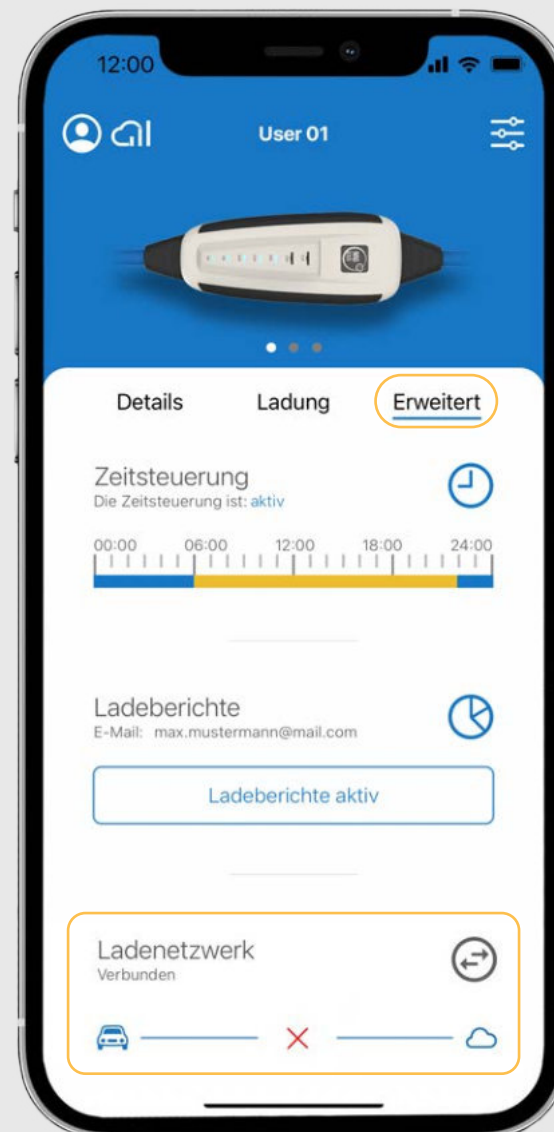 12:00
User 01
Details Ladung Erweitert
Zeitsteuerung
Die Zeitsteuerung ist: aktiv
00:00 06:00 12:00 18:00 24:00
Ladeberichte
E-Mail: max.mustermann@mail.com
Ladeberichte aktiv
Ladenetzwerk
Verbunden